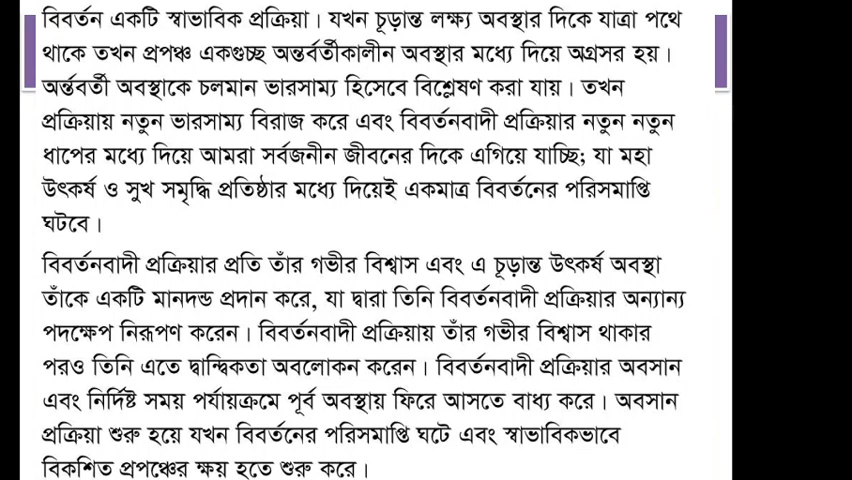 বিবর্তন একটি স্বাভাবিক প্রক্রিয়া। যখন চূড়ান্ত লক্ষ্য অবস্থার দিকে যাত্রা পথে
থাকে তখন প্রপঞ্চ একগুচ্ছ অন্তর্বর্তীকালীন অবস্থার মধ্যে দিয়ে অগ্রসর হয়।
অর্ন্তবর্তী অবস্থাকে চলমান ভারসাম্য হিসেবে বিশ্লেষণ করা যায়। তখন
প্রক্রিয়ায় নতুন ভারসাম্য বিরাজ করে এবং বিবর্তনবাদী প্রক্রিয়ার নতুন নতুন
ধাপের মধ্যে দিয়ে আমরা সর্বজনীন জীবনের দিকে এগিয়ে যাচ্ছি; যা মহা
উৎকর্ষ ও সুখ সমৃদ্ধি প্রতিষ্ঠার মধ্যে দিয়েই একমাত্র বিবর্তনের পরিসমাপ্তি
ঘটবে।
বিবর্তনবাদী প্রক্রিয়ার প্রতি তাঁর গভীর বিশ্বাস এবং এ চূড়ান্ত উৎকর্ষ অবস্থা
তাঁকে একটি মানদন্ড প্রদান করে, যা দ্বারা তিনি বিবর্তনবাদী প্রক্রিয়ার অন্যান্য
পদক্ষেপ নিরূপণ করেন। বিবর্তনবাদী প্রক্রিয়ায় তাঁর গভীর বিশ্বাস থাকার
পরও তিনি এতে দ্বান্দ্বিকতা অবলোকন করেন। বিবর্তনবাদী প্রক্রিয়ার অবসান
এবং নির্দিষ্ট সময় পর্যায়ক্রমে পূর্ব অবস্থায় ফিরে আসতে বাধ্য করে। অবসান
প্রক্রিয়া শুরু হয়ে যখন বিবর্তনের পরিসমাপ্তি ঘটে এবং স্বাভাবিকভাবে
বিকশিত প্রপঞ্চের ক্ষয় হতে শুরু করে।